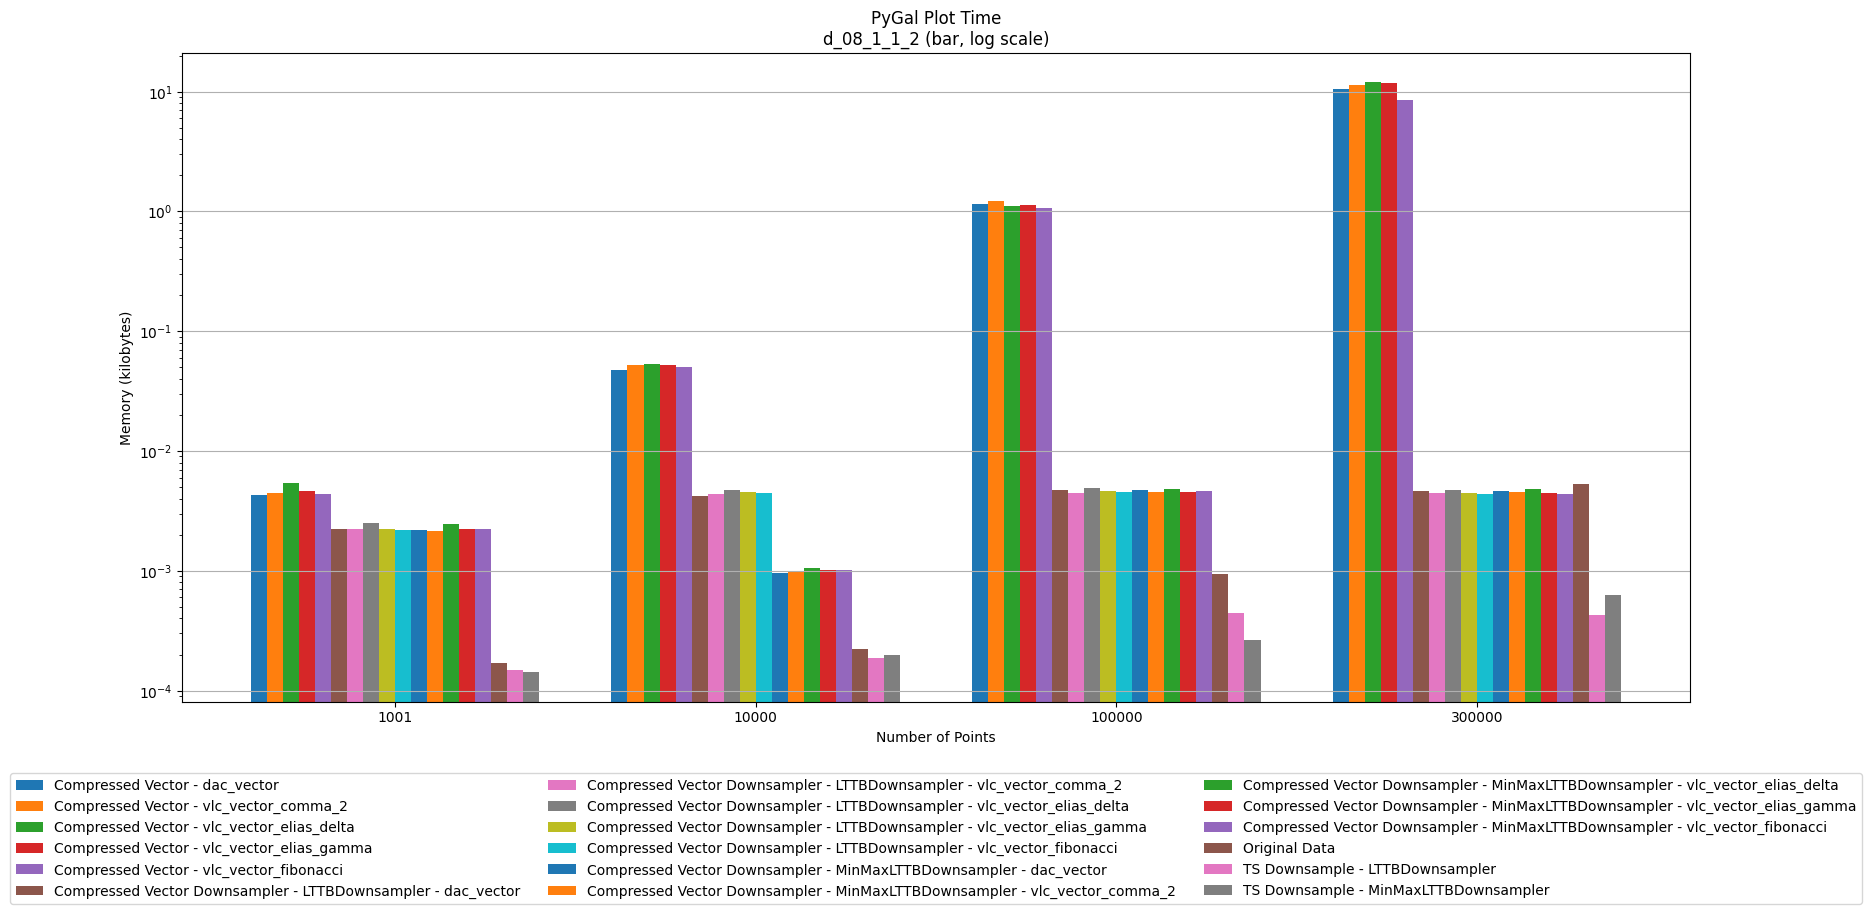 PyGal Plot Time
d_08_1_1_2 (bar, log scale)
10¹
10⁰
10⁻¹
10⁻²
10⁻³
10⁻⁴
Memory (kilobytes)
1001 10000 100000 300000
Number of Points
Compressed Vector - dac_vector
Compressed Vector - vlc_vector_comma_2
Compressed Vector - vlc_vector_elias_delta
Compressed Vector - vlc_vector_elias_gamma
Compressed Vector - vlc_vector_fibonacci
Compressed Vector Downsampler - LTTBDownsampler - dac_vector
Compressed Vector Downsampler - LTTBDownsampler - vlc_vector_comma_2
Compressed Vector Downsampler - LTTBDownsampler - vlc_vector_elias_delta
Compressed Vector Downsampler - LTTBDownsampler - vlc_vector_elias_gamma
Compressed Vector Downsampler - LTTBDownsampler - vlc_vector_fibonacci
Compressed Vector Downsampler - MinMaxLTTBDownsampler - dac_vector
Compressed Vector Downsampler - MinMaxLTTBDownsampler - vlc_vector_comma_2
Compressed Vector Downsampler - MinMaxLTTBDownsampler - vlc_vector_elias_delta
Compressed Vector Downsampler - MinMaxLTTBDownsampler - vlc_vector_elias_gamma
Compressed Vector Downsampler - MinMaxLTTBDownsampler - vlc_vector_fibonacci
Original Data
TS Downsample - LTTBDownsampler
TS Downsample - MinMaxLTTBDownsampler